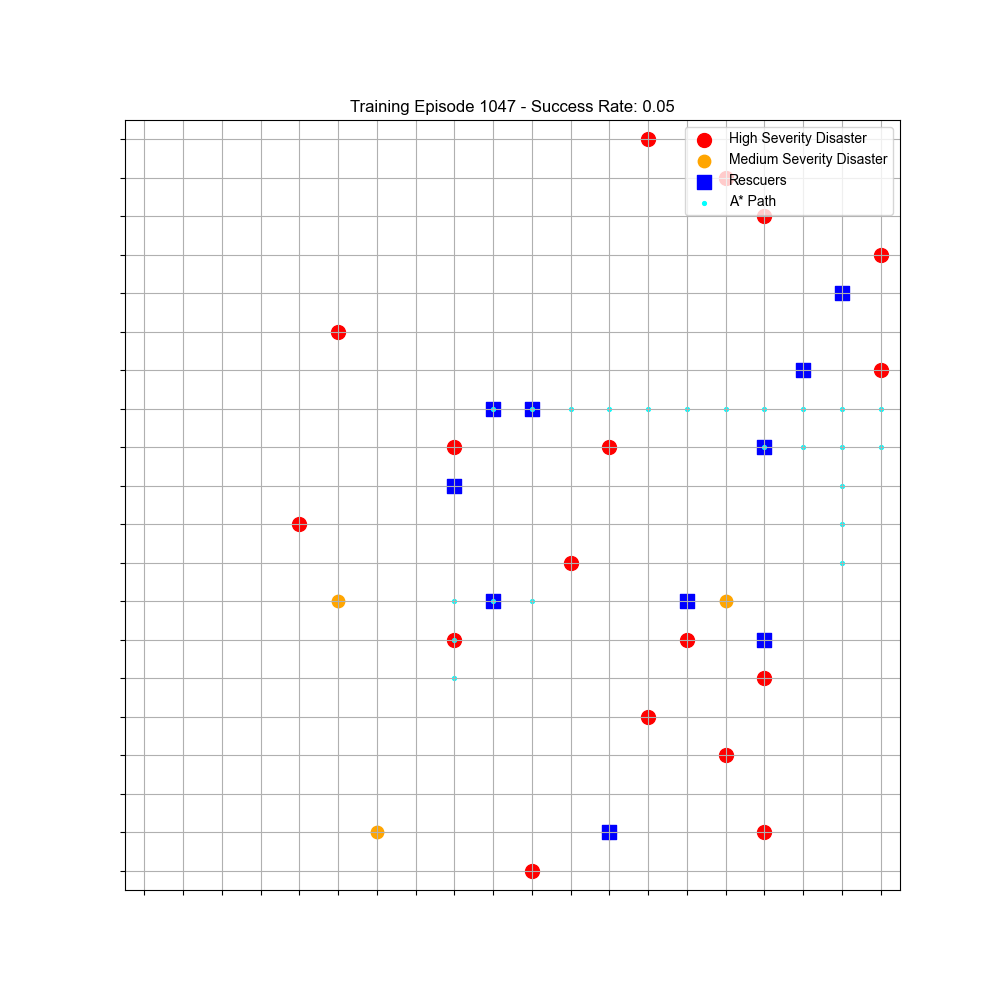 Training Episode 1047 - Success Rate: 0.05
High Severity Disaster
Medium Severity Disaster
Rescuers
A* Path